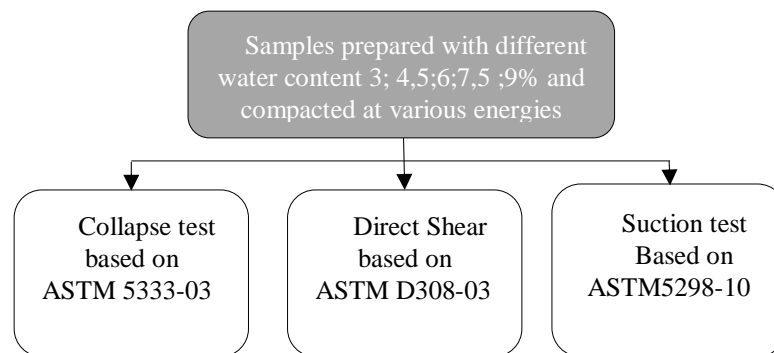 Samples prepared with different
water content 3; 4,5;6;7,5 ;9% and
compacted at various energies
Collapse test
based on
ASTM 5333-03
Direct Shear
based on
ASTM D308-03
Suction test
Based on
ASTM5298-10